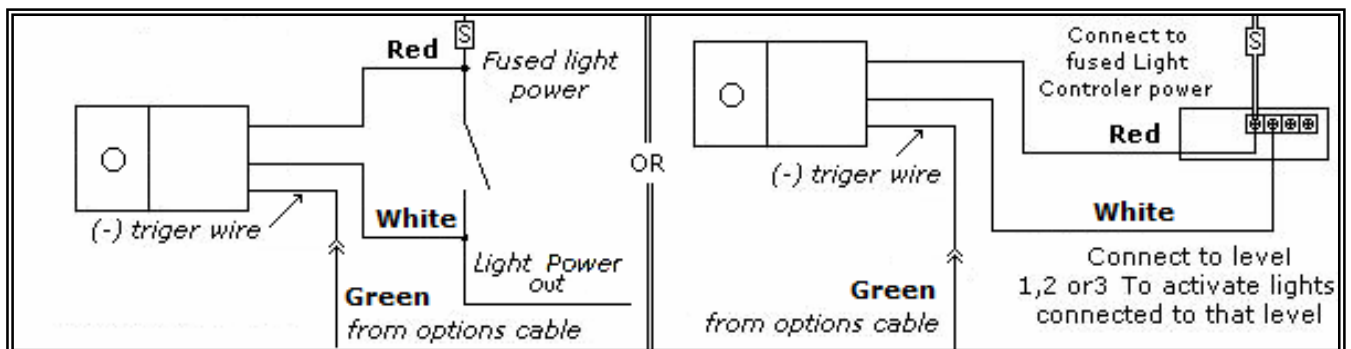 S
Red
Fused light
power
(-) triger wire
White
Light Power
out
Green
from options cable
OR
Connect to
fused Light
Controler power
S
Red
(-) triger wire
White
Green
from options cable
Connect to level
1,2 or3 To activate lights
connected to that level